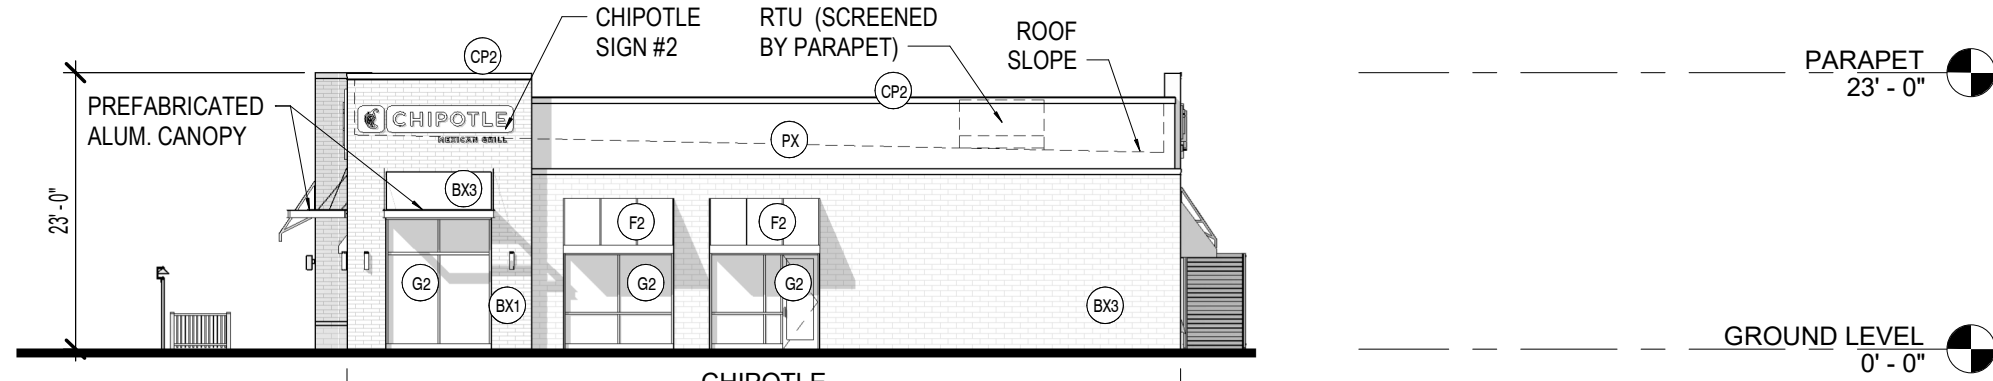 CHIPOTLE
SIGN #2
RTU (SCREENED
BY PARAPET)
ROOF
SLOPE
PARAPET
23' - 0"
CP2
CP2
PREFABRICATED
ALUM. CANOPY
CHIPOTLE
MEXICAN GRILL
PX
23' - 0"
BX3
F2
F2
G2
G2
G2
BX1
BX3
GROUND LEVEL
0' - 0"
CHIPOTLE